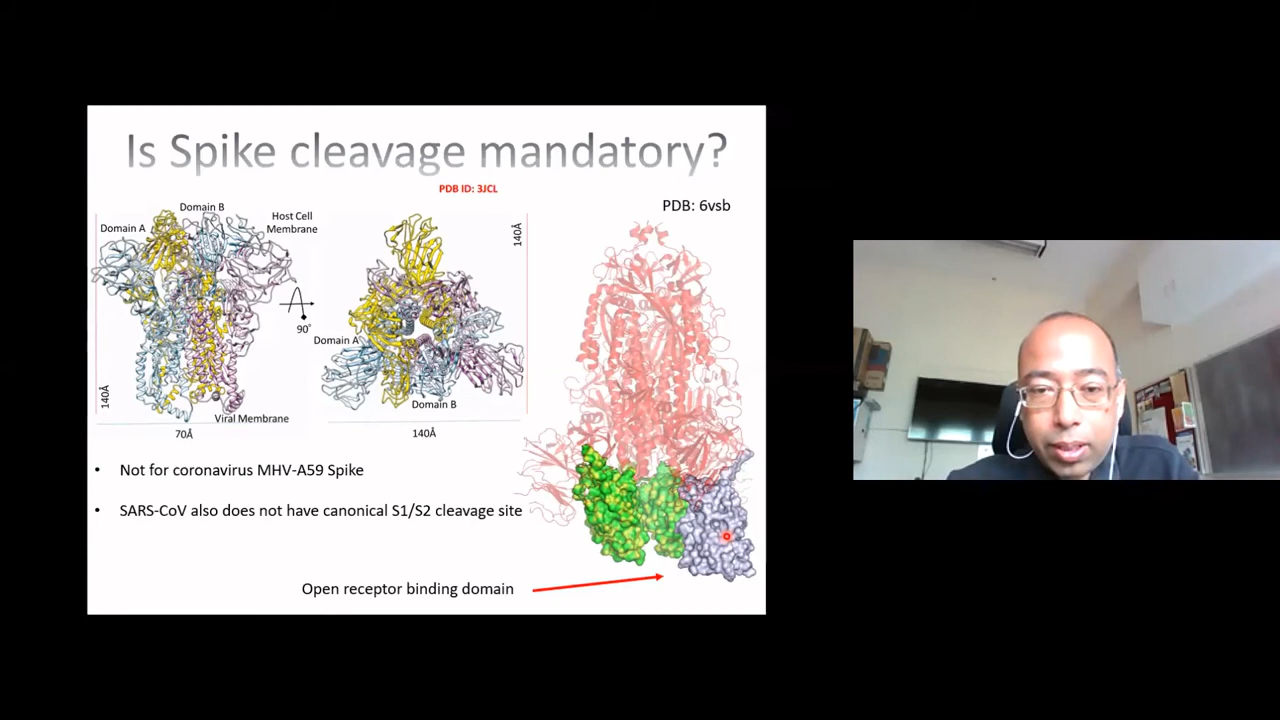 Is Spike cleavage mandatory?
PDB ID: 3JCL
PDB: 6vsb
Domain B
Domain A
Host Cell
Membrane
140Å
90°
Domain A
140Å
Viral Membrane
Domain B
70Å
140Å
• Not for coronavirus MHV-A59 Spike
• SARS-CoV also does not have canonical S1/S2 cleavage site
Open receptor binding domain